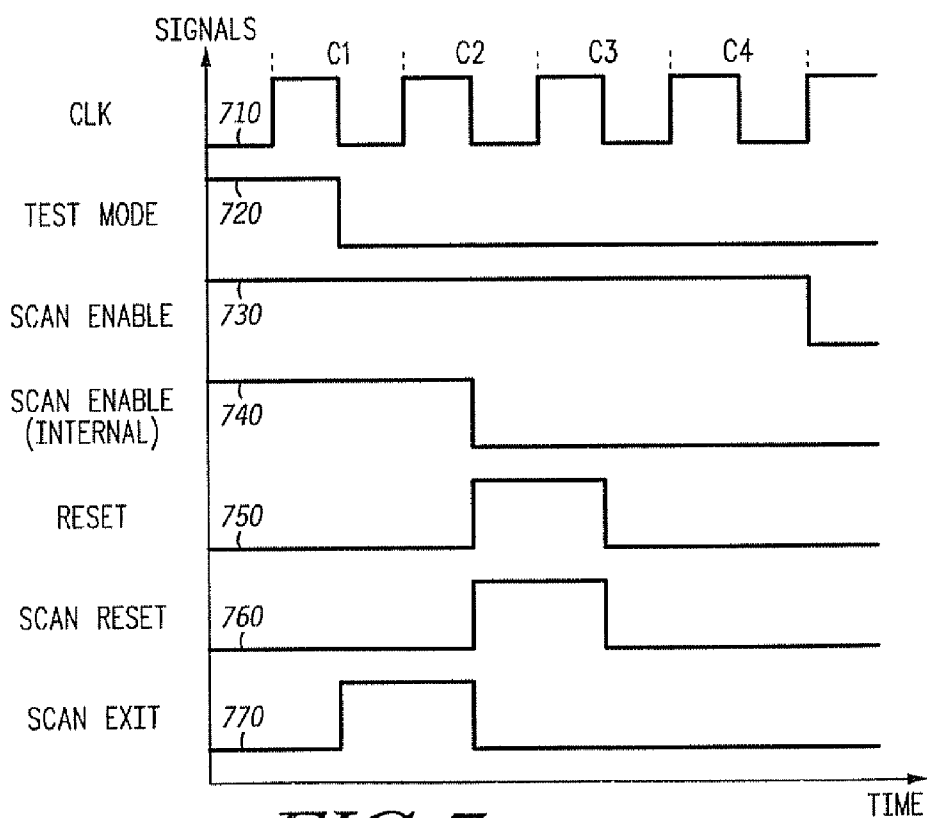 SIGNALS
C1 C2 C3 C4
CLK 710
TEST MODE 720
SCAN ENABLE 730
SCAN ENABLE
(INTERNAL) 740
RESET 750
SCAN RESET 760
SCAN EXIT 770
TIME